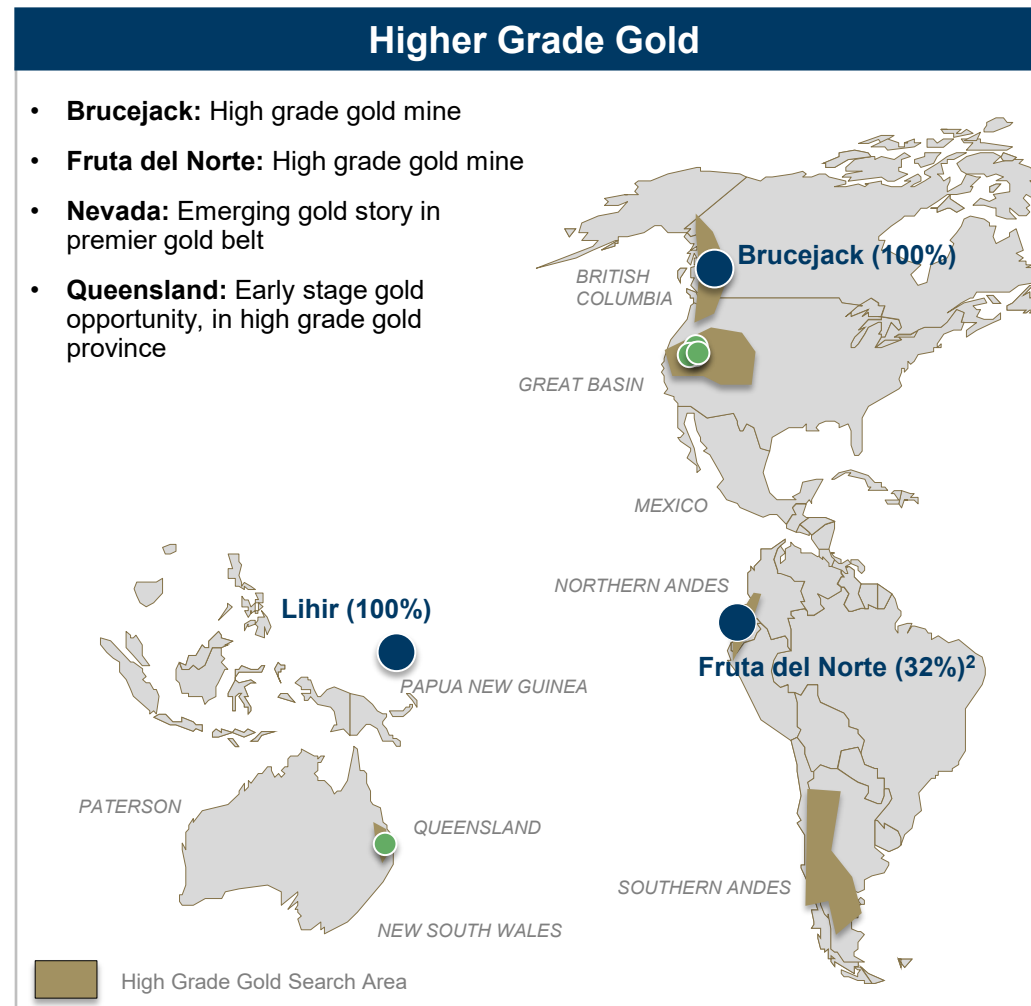 Higher Grade Gold
• Brucejack: High grade gold mine
• Fruta del Norte: High grade gold mine
• Nevada: Emerging gold story in
premier gold belt
• Queensland: Early stage gold
opportunity, in high grade gold
province
Brucejack (100%)
BRITISH
COLUMBIA
GREAT BASIN
MEXICO
NORTHERN ANDES
Lihir (100%)
Fruta del Norte (32%)²
PAPUA NEW GUINEA
PATERSON
QUEENSLAND
SOUTHERN ANDES
NEW SOUTH WALES
High Grade Gold Search Area